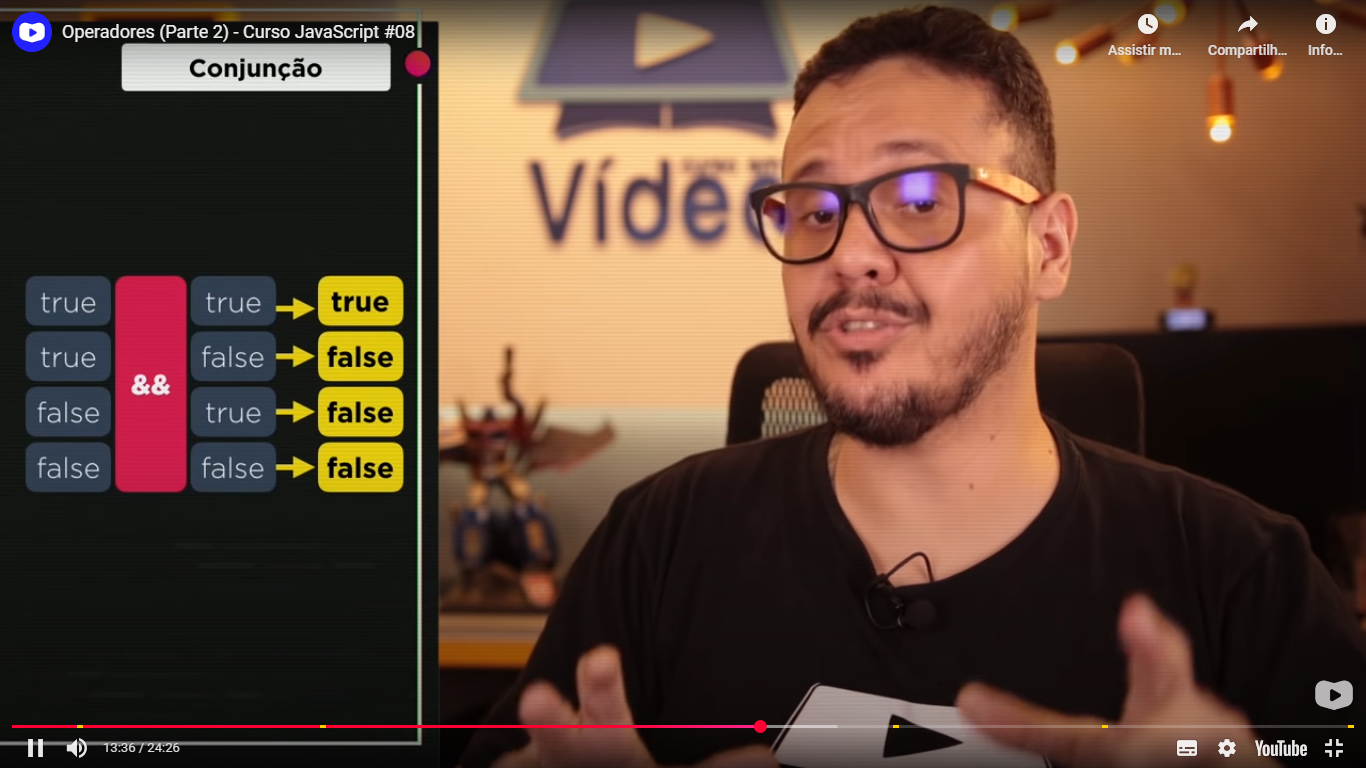 Operadores (Parte 2) - Curso JavaScript #08
Assistir m...
Compartilh...
Info...
Conjunção
Vídeo
true && true true
true false false
false true false
false false false
13:36 / 24:26
YouTube